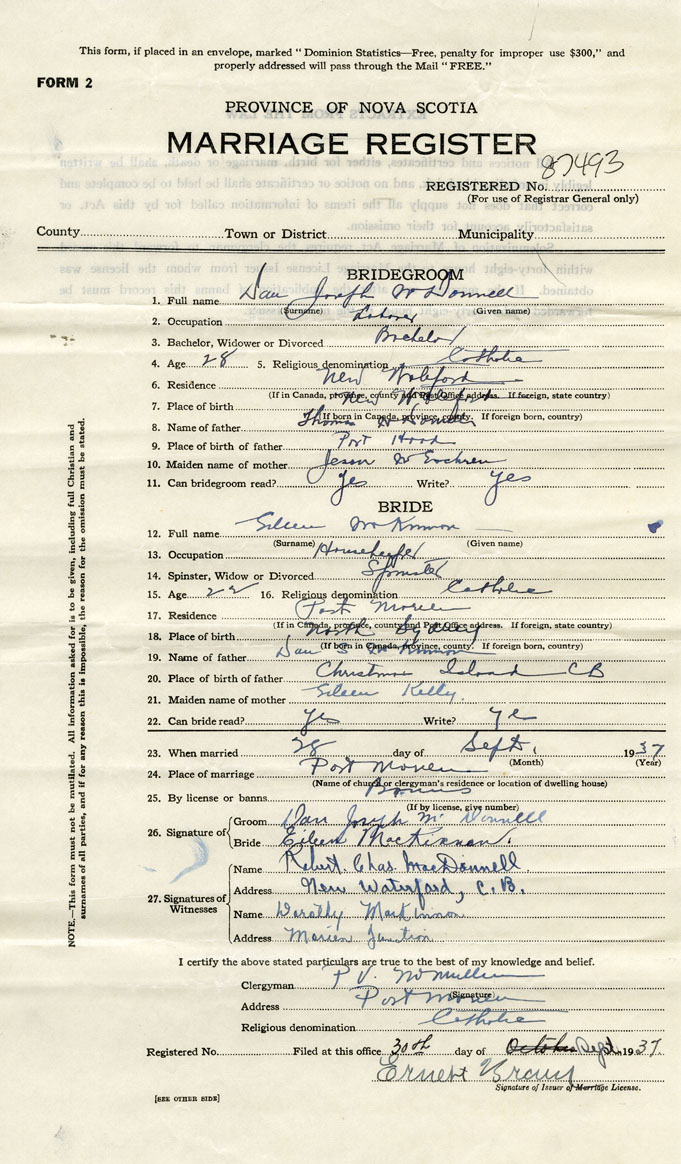 This form, if placed in an envelope, marked "Dominion Statistics—Free, penalty for improper use $300," and
properly addressed will pass through the Mail "FREE."
FORM 2
PROVINCE OF NOVA SCOTIA
MARRIAGE REGISTER
87493
REGISTERED No.
(For use of Registrar General only)
County Town or District Municipality
BRIDEGROOM
1. Full name Dan Joseph McDonnell
(Surname) (Given name)
2. Occupation Laborer
3. Bachelor, Widower or Divorced Bachelor
4. Age 28 5. Religious denomination Catholic
6. Residence New Waterford
(If in Canada, province, county and Post Office address. If foreign, state country)
7. Place of birth New Waterford
(If born in Canada, province, county. If foreign born, country)
8. Name of father Thomas McDonnell
9. Place of birth of father Port Hood
10. Maiden name of mother McEachren
11. Can bridegroom read? Yes Write? Yes
BRIDE
12. Full name Eileen McKinnon
(Surname) (Given name)
13. Occupation Housekeeper
14. Spinster, Widow or Divorced Spinster
15. Age 22 16. Religious denomination Catholic
17. Residence Port Morien
(If in Canada, province, county and Post Office address. If foreign, state country)
18. Place of birth North Sydney
(If born in Canada, province, county. If foreign born, country)
19. Name of father Dan S McKinnon
20. Place of birth of father Christmas Island CB
21. Maiden name of mother Eileen Kelly
22. Can bride read? yes Write? yes
23. When married 28 day of Sept. 1937
(Month) (Year)
24. Place of marriage Port Morien
(Name of church or clergyman's residence or location of dwelling house)
25. By license or banns Banns
(If by license, give number)
26. Signature of Groom Dan Joseph McDonnell
Bride Eileen MacKinnon.
27. Signatures of Witnesses
Name Robert Chas. MacDonnell.
Address New Waterford, C.B.
Name Dorothy MacKinnon
Address Morien Junction
I certify the above stated particulars are true to the best of my knowledge and belief.
Clergyman P J McMullin
(Signature)
Address Port Morien
Religious denomination Catholic
Registered No. Filed at this office 30th day of October Sept. 1937.
Ernest
Signature of Issuer of Marriage License.
[SEE OTHER SIDE]
NOTE.—This form must not be mutilated. All information asked for is to be given, including full Christian and
surnames of all parties, and if for any reason this is impossible, the reason for the omission must be stated.